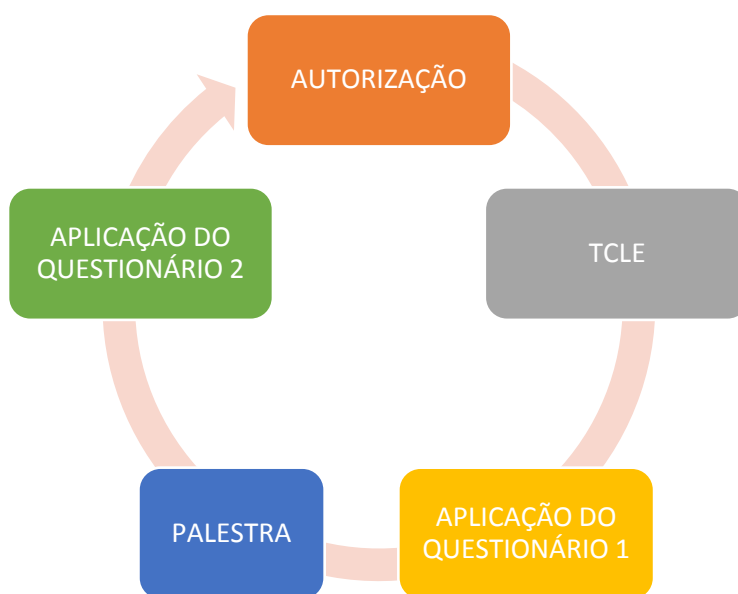 AUTORIZAÇÃO
TCLE
APLICAÇÃO DO
QUESTIONÁRIO 1
PALESTRA
APLICAÇÃO DO
QUESTIONÁRIO 2